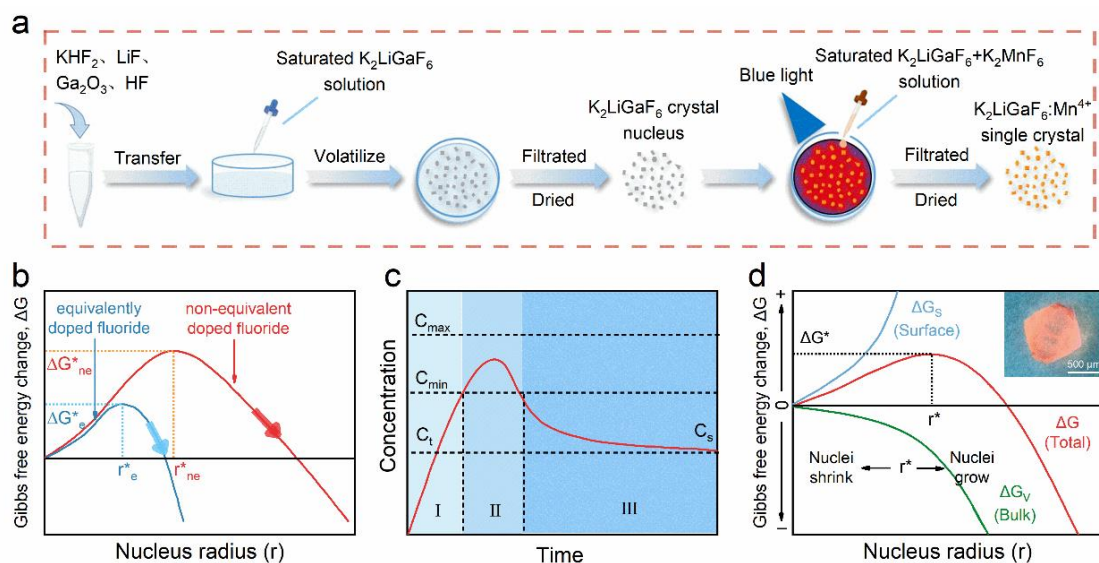 a
KHF₂、LiF、
Ga₂O₃、HF
Transfer
Saturated K₂LiGaF₆
solution
Volatilize
Filtrated
Dried
K₂LiGaF₆ crystal
nucleus
Blue light
Saturated K₂LiGaF₆+K₂MnF₆
solution
Filtrated
Dried
K₂LiGaF₆:Mn⁴⁺
single crystal
b
Gibbs free energy change, ΔG
equivalently
doped fluoride
non-equivalent
doped fluoride
ΔG*ₙₑ
ΔG*ₑ
r*ₑ
r*ₙₑ
Nucleus radius (r)
c
Concentration
Cmax
Cmin
Ct
Cs
I
II
III
Time
d
Gibbs free energy change, ΔG
+
0
−
ΔG*
ΔGS
(Surface)
500 μm
r*
ΔG
(Total)
Nuclei
shrink
r*
Nuclei
grow
ΔGV
(Bulk)
Nucleus radius (r)